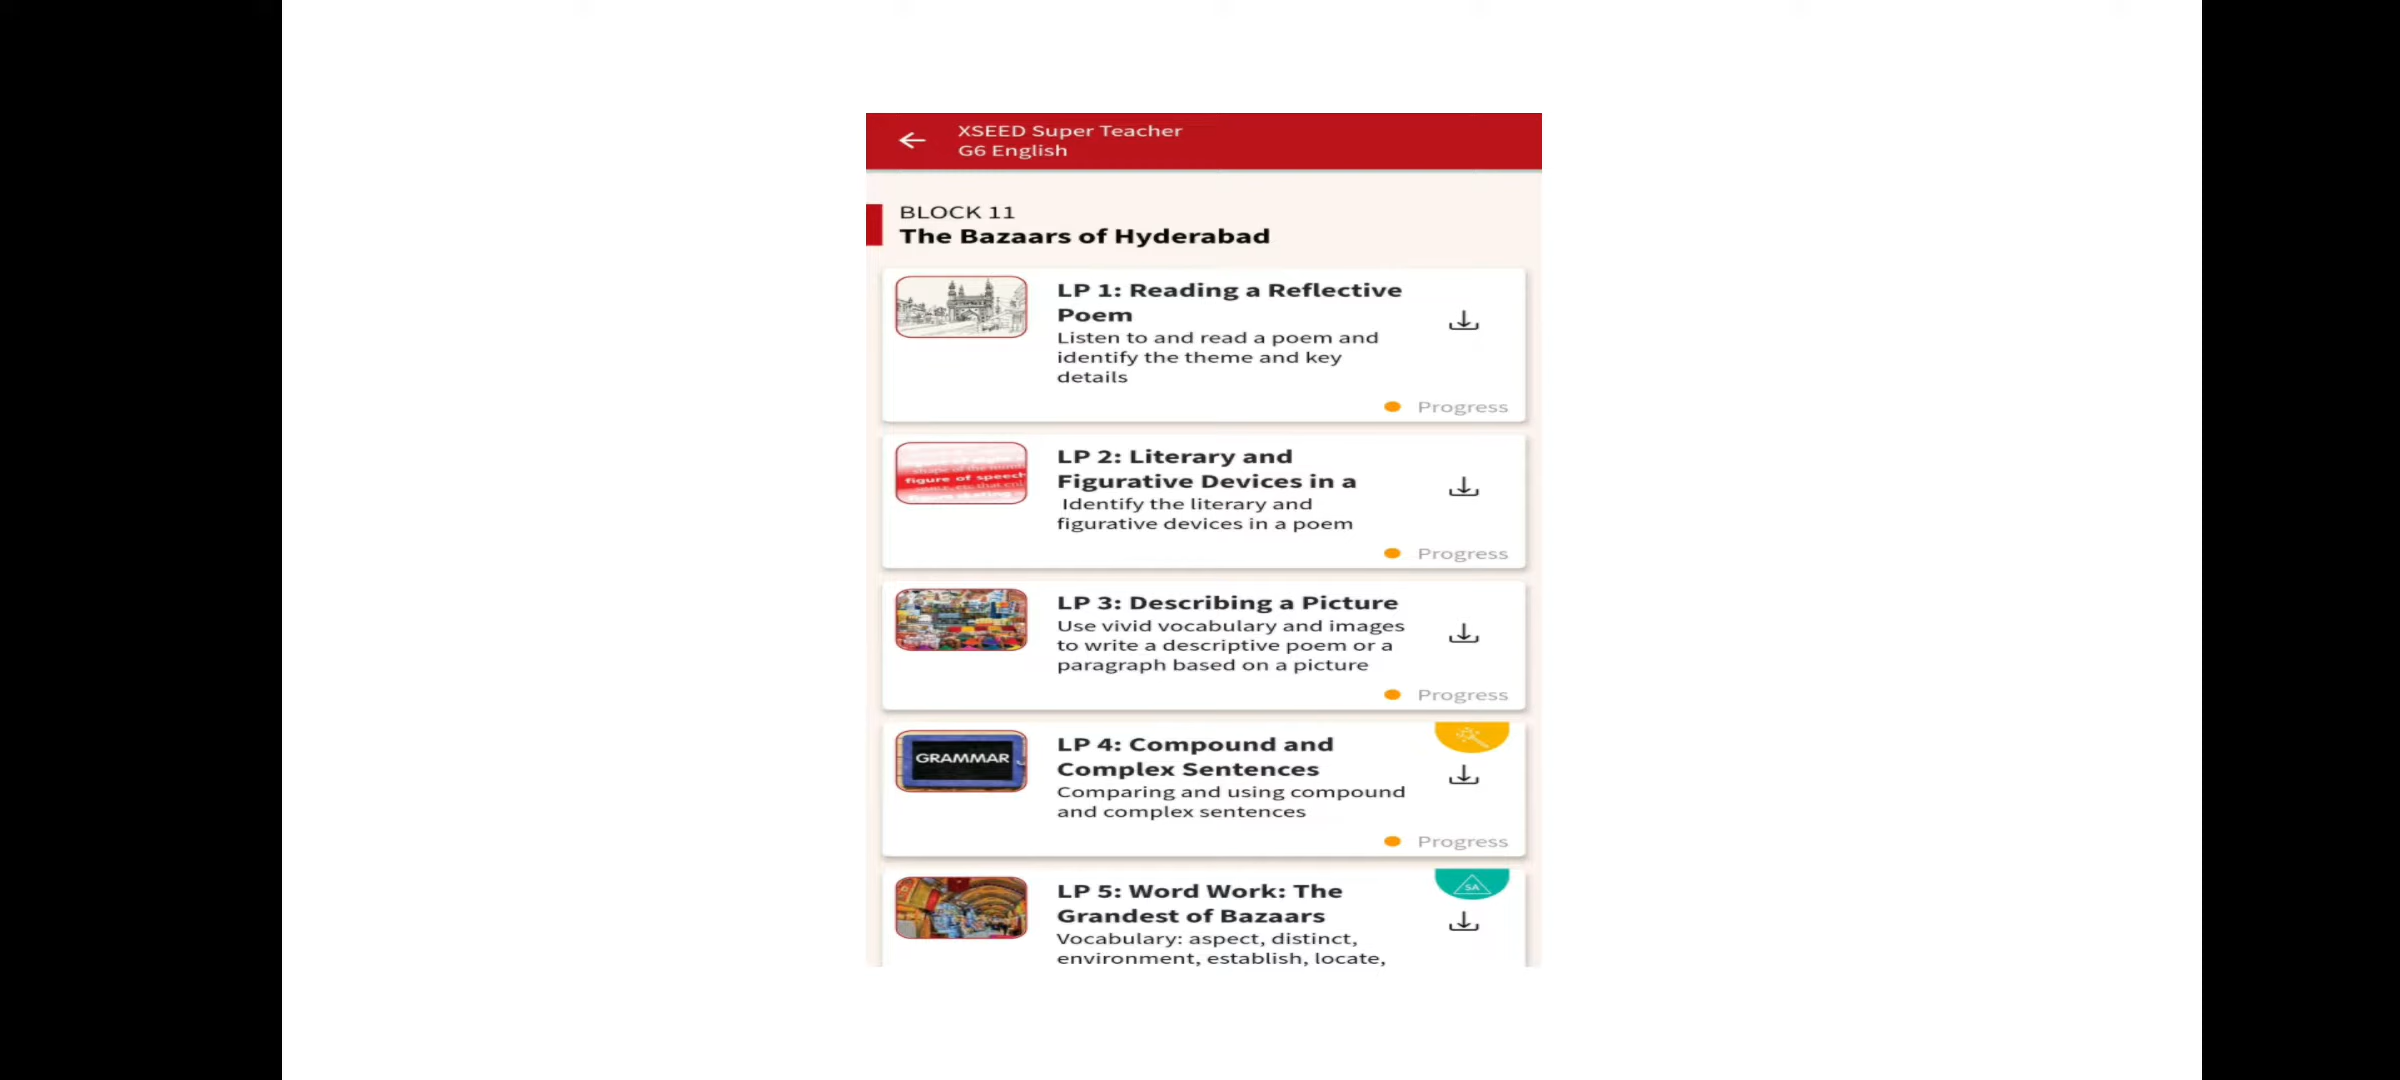 XSEED Super Teacher
G6 English
BLOCK 11
The Bazaars of Hyderabad
LP 1: Reading a Reflective
Poem
Listen to and read a poem and
identify the theme and key
details
Progress
figure of speech
LP 2: Literary and
Figurative Devices in a
Identify the literary and
figurative devices in a poem
Progress
LP 3: Describing a Picture
Use vivid vocabulary and images
to write a descriptive poem or a
paragraph based on a picture
Progress
GRAMMAR
LP 4: Compound and
Complex Sentences
Comparing and using compound
and complex sentences
Progress
SA
LP 5: Word Work: The
Grandest of Bazaars
Vocabulary: aspect, distinct,
environment, establish, locate,